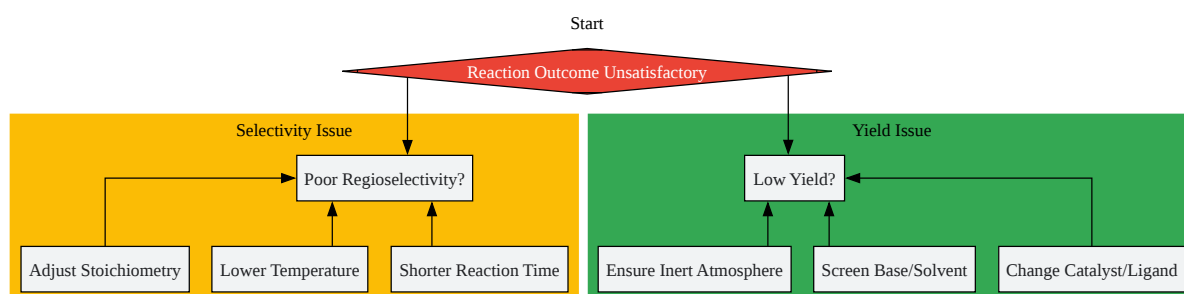 Start
Reaction Outcome Unsatisfactory
Selectivity Issue
Yield Issue
Poor Regioselectivity?
Low Yield?
Adjust Stoichiometry
Lower Temperature
Shorter Reaction Time
Ensure Inert Atmosphere
Screen Base/Solvent
Change Catalyst/Ligand